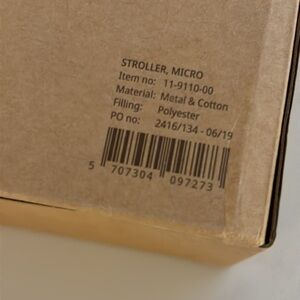 STROLLER, MICRO
Item no: 11-9110-00
Material: Metal & Cotton
Filling: Polyester
PO no: 2416/134 - 06/19
5 707304 097273